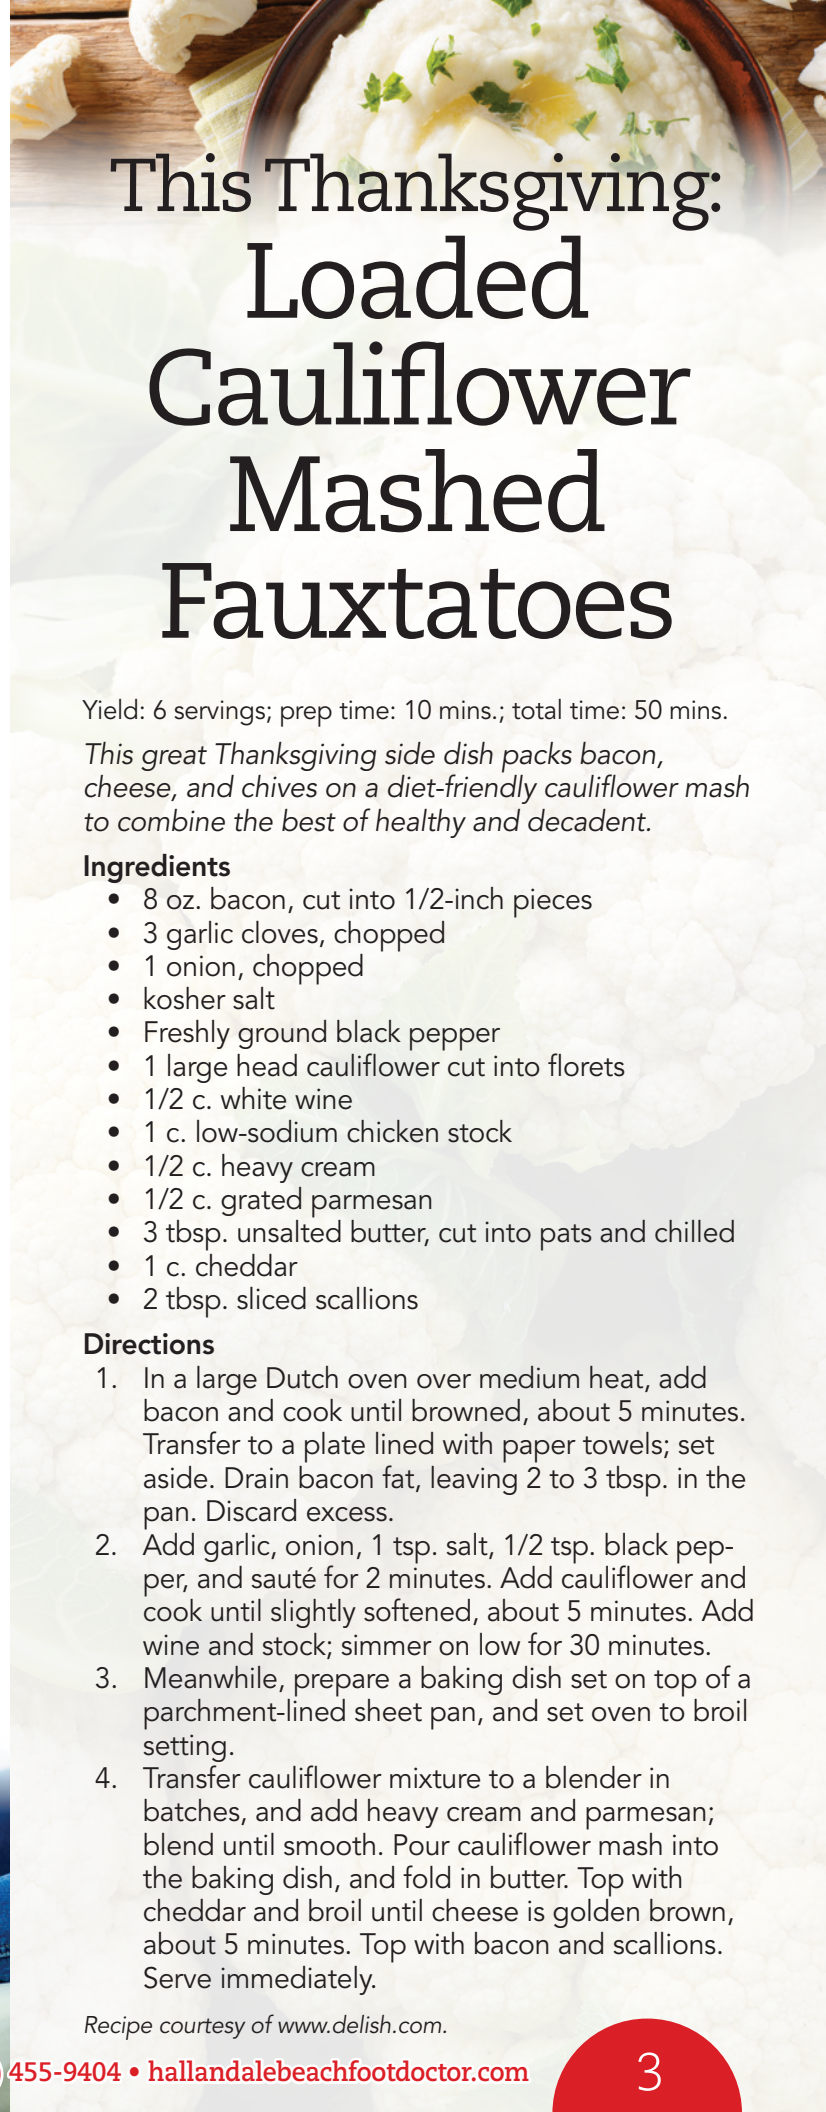 This Thanksgiving:
Loaded
Cauliflower
Mashed
Fauxtatoes
Yield: 6 servings; prep time: 10 mins.; total time: 50 mins.
This great Thanksgiving side dish packs bacon,
cheese, and chives on a diet-friendly cauliflower mash
to combine the best of healthy and decadent.
Ingredients
• 8 oz. bacon, cut into 1/2-inch pieces
• 3 garlic cloves, chopped
• 1 onion, chopped
• kosher salt
• Freshly ground black pepper
• 1 large head cauliflower cut into florets
• 1/2 c. white wine
• 1 c. low-sodium chicken stock
• 1/2 c. heavy cream
• 1/2 c. grated parmesan
• 3 tbsp. unsalted butter, cut into pats and chilled
• 1 c. cheddar
• 2 tbsp. sliced scallions
Directions
1. In a large Dutch oven over medium heat, add
bacon and cook until browned, about 5 minutes.
Transfer to a plate lined with paper towels; set
aside. Drain bacon fat, leaving 2 to 3 tbsp. in the
pan. Discard excess.
2. Add garlic, onion, 1 tsp. salt, 1/2 tsp. black pep-
per, and sauté for 2 minutes. Add cauliflower and
cook until slightly softened, about 5 minutes. Add
wine and stock; simmer on low for 30 minutes.
3. Meanwhile, prepare a baking dish set on top of a
parchment-lined sheet pan, and set oven to broil
setting.
4. Transfer cauliflower mixture to a blender in
batches, and add heavy cream and parmesan;
blend until smooth. Pour cauliflower mash into
the baking dish, and fold in butter. Top with
cheddar and broil until cheese is golden brown,
about 5 minutes. Top with bacon and scallions.
Serve immediately.
Recipe courtesy of www.delish.com.
) 455-9404 • hallandalebeachfootdoctor.com
3